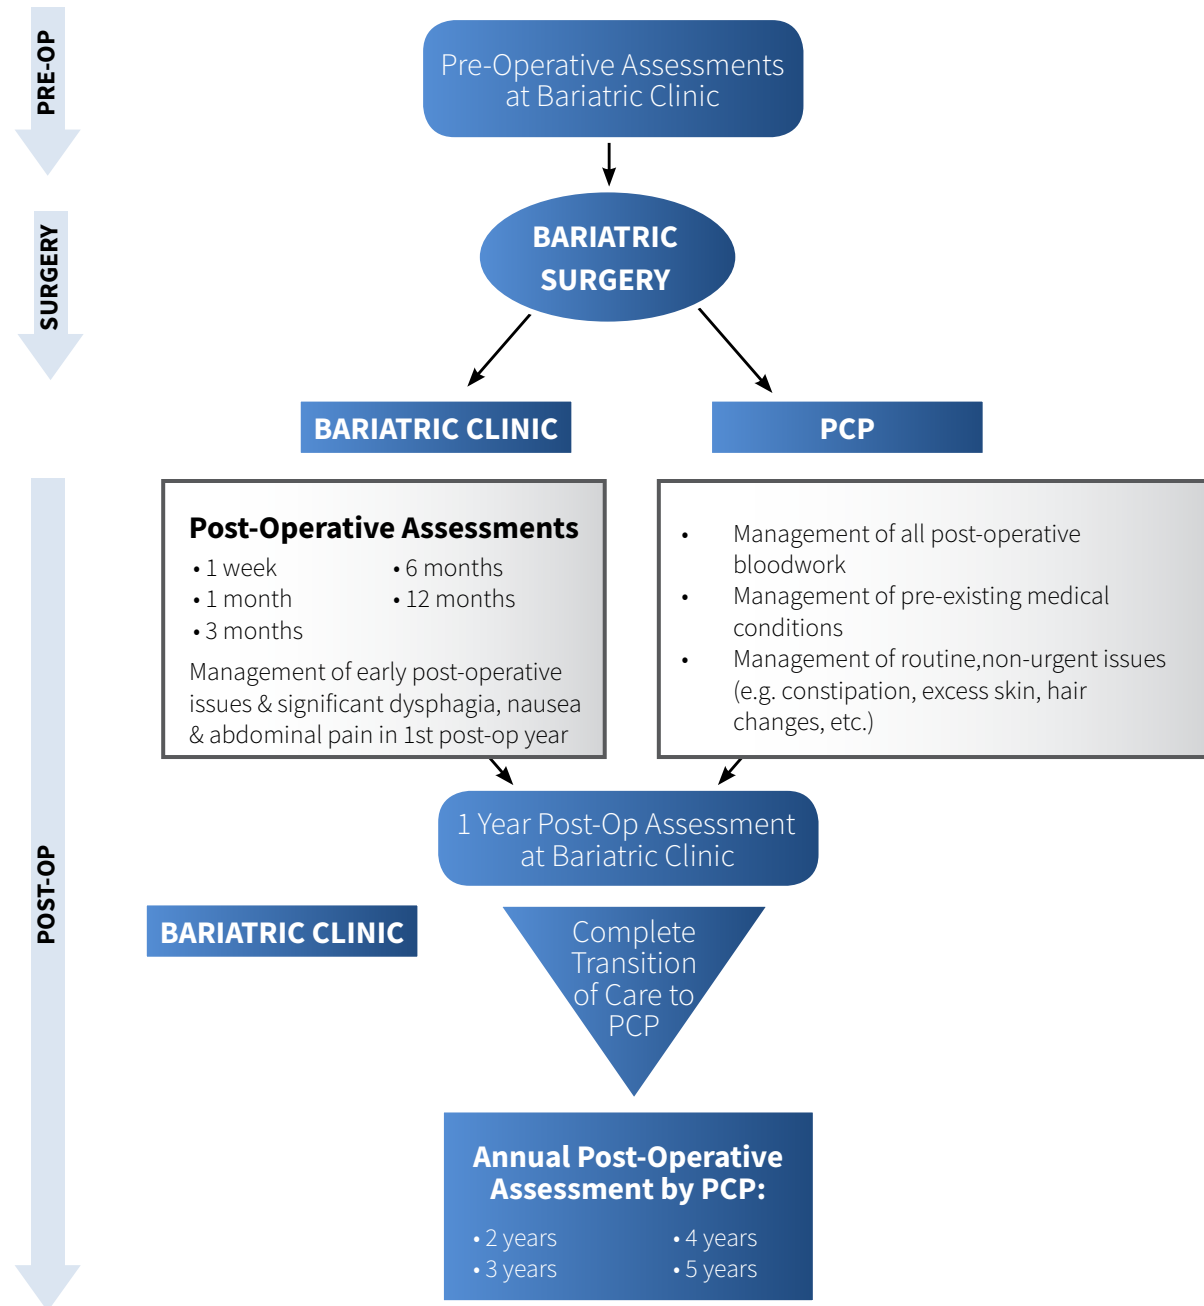 PRE-OP
Pre-Operative Assessments
at Bariatric Clinic
SURGERY
BARIATRIC
SURGERY
BARIATRIC CLINIC
PCP
POST-OP
Post-Operative Assessments
• 1 week
• 1 month
• 3 months
• 6 months
• 12 months
Management of early post-operative
issues & significant dysphagia, nausea
& abdominal pain in 1st post-op year
• Management of all post-operative
bloodwork
• Management of pre-existing medical
conditions
• Management of routine,non-urgent issues
(e.g. constipation, excess skin, hair
changes, etc.)
1 Year Post-Op Assessment
at Bariatric Clinic
BARIATRIC CLINIC
Complete
Transition
of Care to
PCP
Annual Post-Operative
Assessment by PCP:
• 2 years
• 3 years
• 4 years
• 5 years